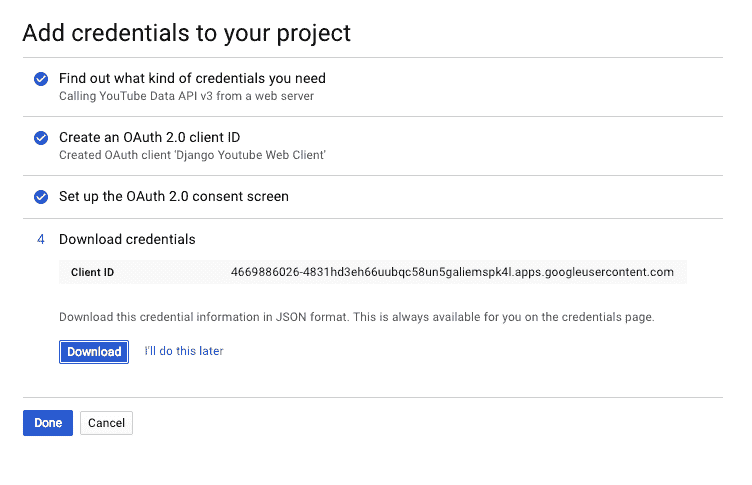 Add credentials to your project
Find out what kind of credentials you need
Calling YouTube Data API v3 from a web server
Create an OAuth 2.0 client ID
Created OAuth client 'Django Youtube Web Client'
Set up the OAuth 2.0 consent screen
4 Download credentials
Client ID 4669886026-4831hd3eh66uubqc58un5galiemspk4l.apps.googleusercontent.com
Download this credential information in JSON format. This is always available for you on the credentials page.
Download I'll do this later
Done Cancel